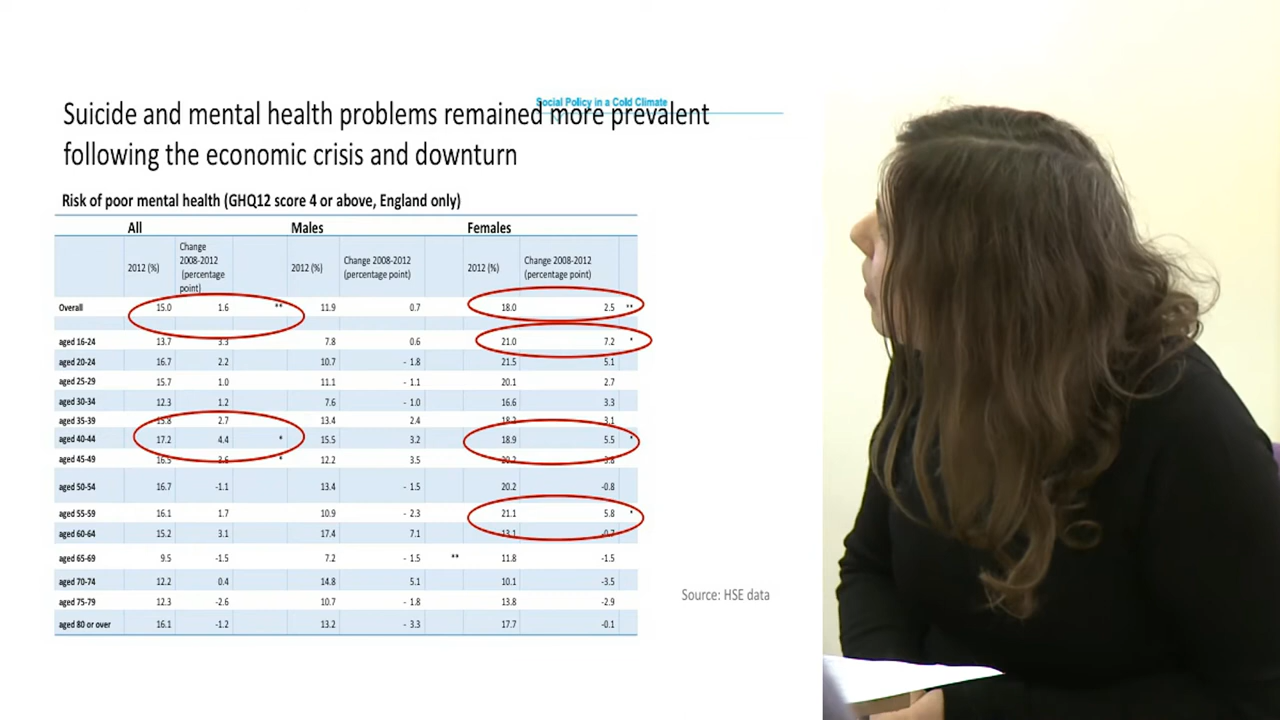 Social Policy in a Cold Climate
Suicide and mental health problems remained more prevalent
following the economic crisis and downturn
Risk of poor mental health (GHQ12 score 4 or above, England only)
All Males Females
2012 (%) Change 2008-2012 (percentage point) 2012 (%) Change 2008-2012 (percentage point) 2012 (%) Change 2008-2012 (percentage point)
Overall 15.0 1.6 ** 11.9 0.7 18.0 2.5 **
aged 16-24 13.7 3.3 7.8 0.6 21.0 7.2 *
aged 20-24 16.7 2.2 10.7 - 1.8 21.5 5.1
aged 25-29 15.7 1.0 11.1 - 1.1 20.1 2.7
aged 30-34 12.3 1.2 7.6 - 1.0 16.6 3.3
aged 35-39 15.8 2.7 13.4 2.4 18.2 3.1
aged 40-44 17.2 4.4 * 15.5 3.2 18.9 5.5 *
aged 45-49 16.5 3.6 * 12.2 3.5 20.2 3.8
aged 50-54 16.7 -1.1 13.4 - 1.5 20.2 -0.8
aged 55-59 16.1 1.7 10.9 - 2.3 21.1 5.8 *
aged 60-64 15.2 3.1 17.4 7.1 13.1 -0.7
aged 65-69 9.5 -1.5 7.2 - 1.5 ** 11.8 -1.5
aged 70-74 12.2 0.4 14.8 5.1 10.1 -3.5
aged 75-79 12.3 -2.6 10.7 - 1.8 13.8 -2.9
aged 80 or over 16.1 -1.2 13.2 - 3.3 17.7 -0.1
Source: HSE data